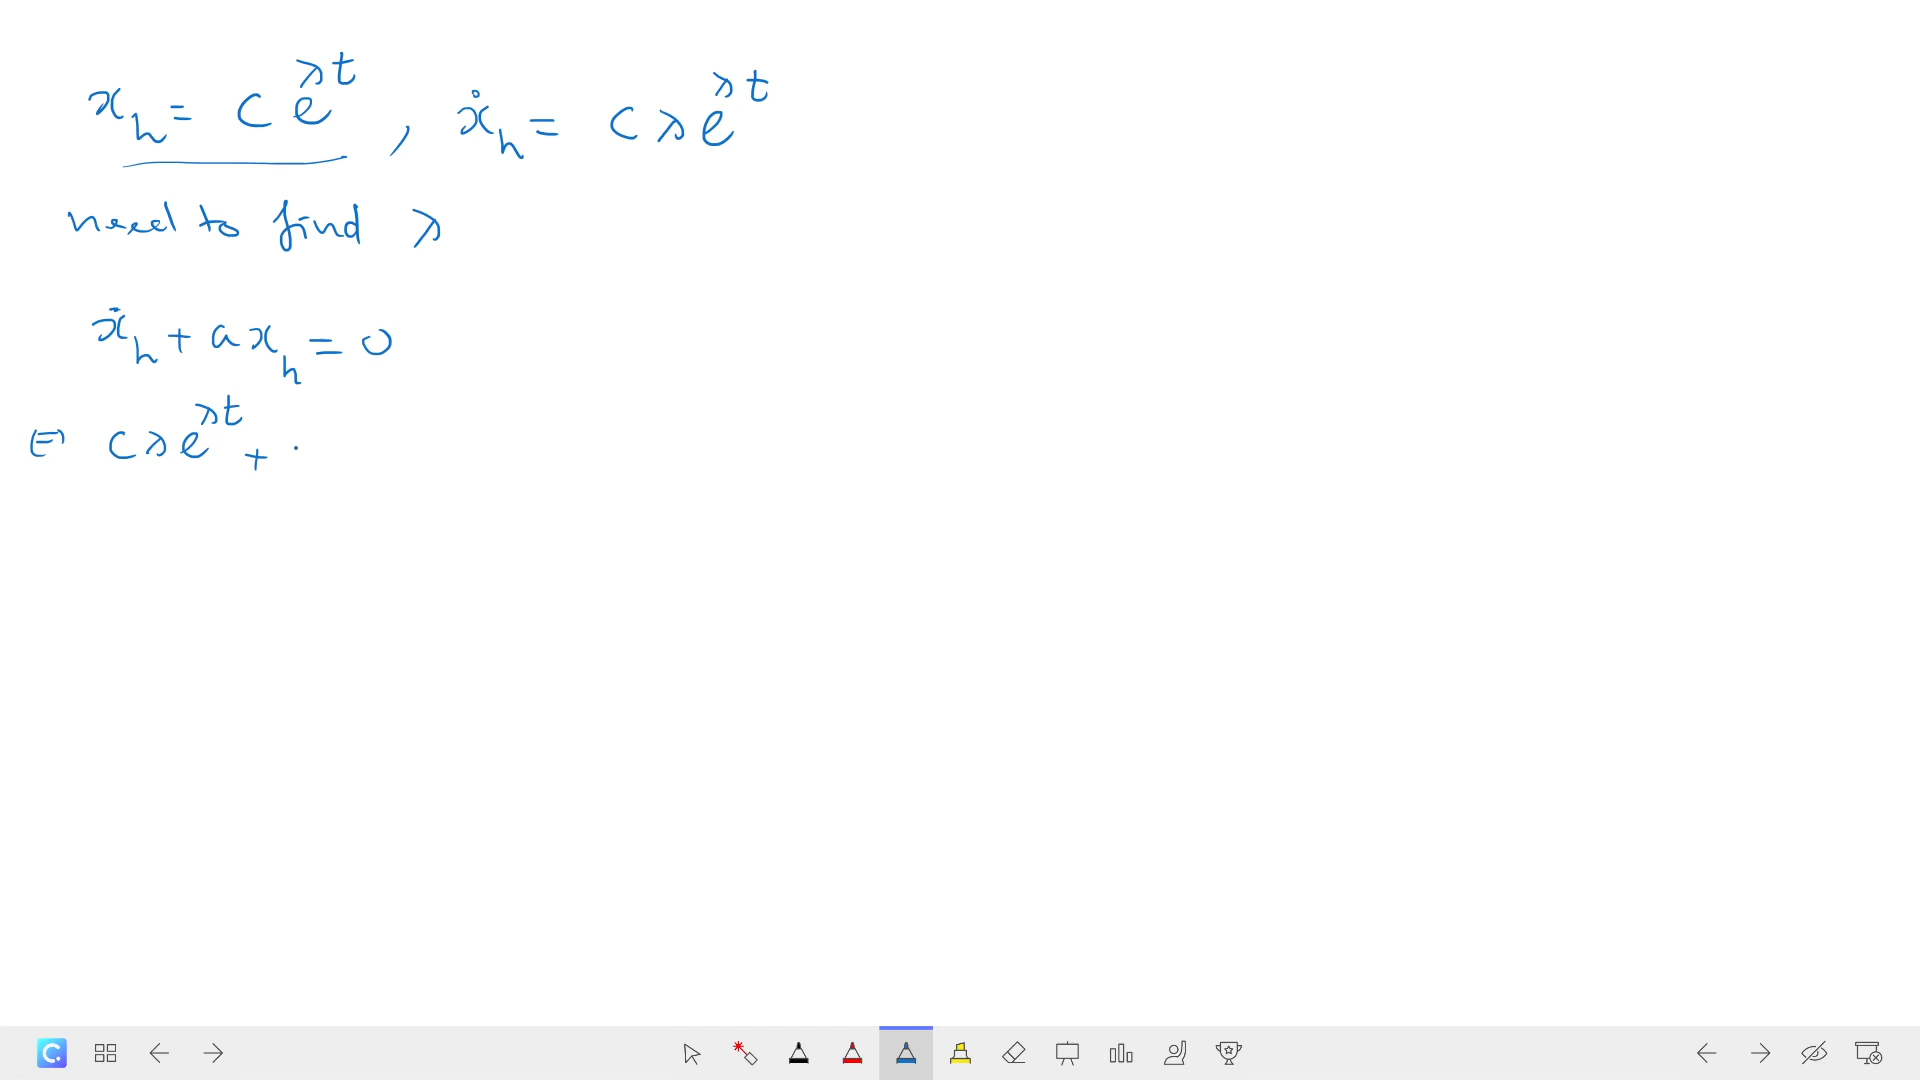 x_h = C e^{λt} , ẋ_h = C λ e^{λt}
need to find λ
ẋ_h + a x_h = 0
⇔ C λ e^{λt} + ·